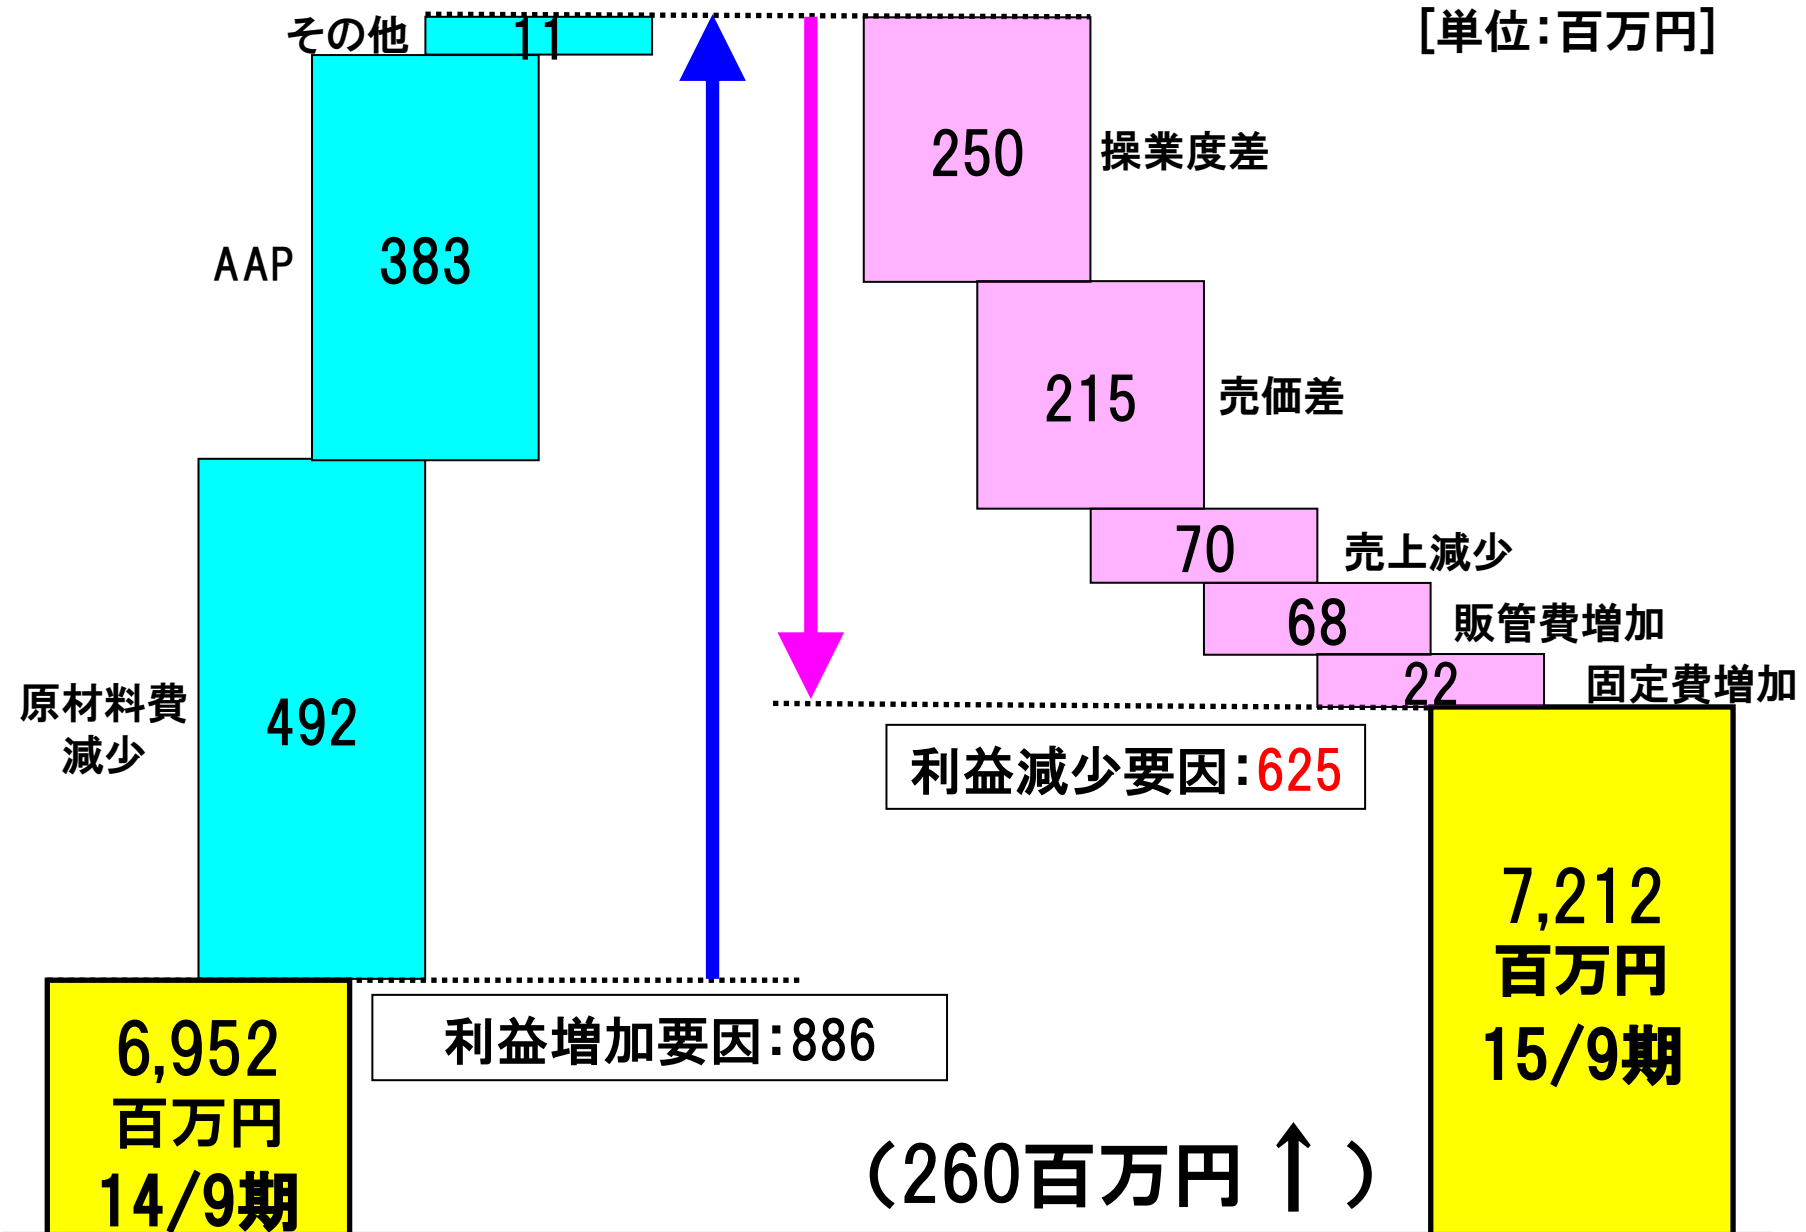 [単位：百万円]
その他
11
250
操業度差
AAP
383
215
売価差
70
売上減少
68
販管費増加
22
固定費増加
原材料費
減少
492
利益減少要因：625
7,212
百万円
15/9期
利益増加要因：886
6,952
百万円
14/9期
（260百万円↑）